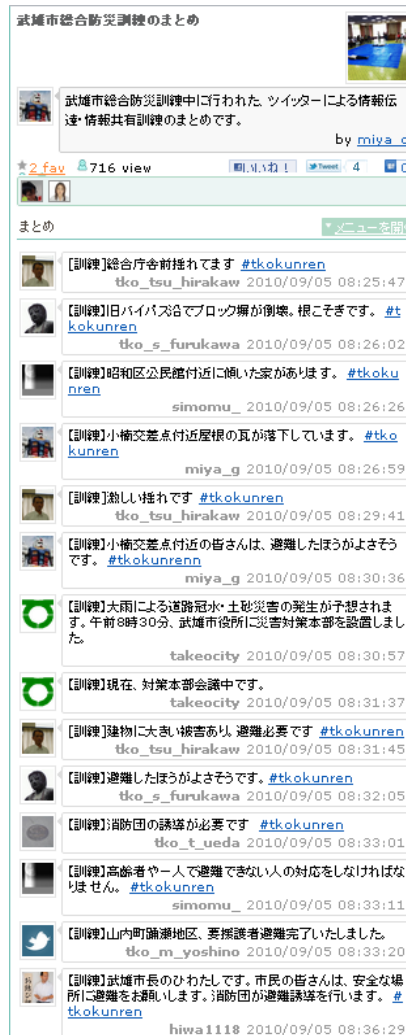 武雄市総合防災訓練のまとめ
武雄市総合防災訓練中に行われた、ツイッターによる情報伝
達・情報共有訓練のまとめです。
by miya_
2 fav 716 view いいね！ Tweet 4
まとめ
▼メニューを開
[訓練]総合庁舎前揺れてます #tkokunren
tko_tsu_hirakaw 2010/09/05 08:25:47
【訓練】旧バイパス沿でブロック塀が倒壊。根こそぎです。 #t
kokunren
tko_s_furukawa 2010/09/05 08:26:02
【訓練】昭和区公民館付近に傾いた家があります。 #tkoku
nren
simomu_ 2010/09/05 08:26:26
【訓練】小楠交差点付近屋根の瓦が落下しています。 #tko
kunren
miya_g 2010/09/05 08:26:59
[訓練]激しい揺れです #tkokunren
tko_tsu_hirakaw 2010/09/05 08:29:41
【訓練】小楠交差点付近の皆さんは、避難したほうがよさそう
です。 #tkokunrenn
miya_g 2010/09/05 08:30:36
【訓練】大雨による道路冠水・土砂災害の発生が予想されま
す。午前8時30分、武雄市役所に災害対策本部を設置しまし
た。
takeocity 2010/09/05 08:30:57
【訓練】現在、対策本部会議中です。
takeocity 2010/09/05 08:31:37
[訓練]建物に大きい被害あり。避難必要です #tkokunren
tko_tsu_hirakaw 2010/09/05 08:31:45
【訓練】避難したほうがよさそうです。#tkokunren
tko_s_furukawa 2010/09/05 08:32:05
【訓練】消防団の誘導が必要です #tkokunren
tko_t_ueda 2010/09/05 08:33:01
【訓練】高齢者や一人で避難できない人の対応をしなければな
りません。 #tkokunren
simomu_ 2010/09/05 08:33:11
【訓練】山内町鍋瀬地区、要援護者避難完了いたしました。
tko_m_yoshino 2010/09/05 08:33:20
【訓練】武雄市長のひわたしです。市民の皆さんは、安全な場
所に避難をお願いします。消防団が避難誘導を行います。 #
tkokunren
hiwa1118 2010/09/05 08:36:29